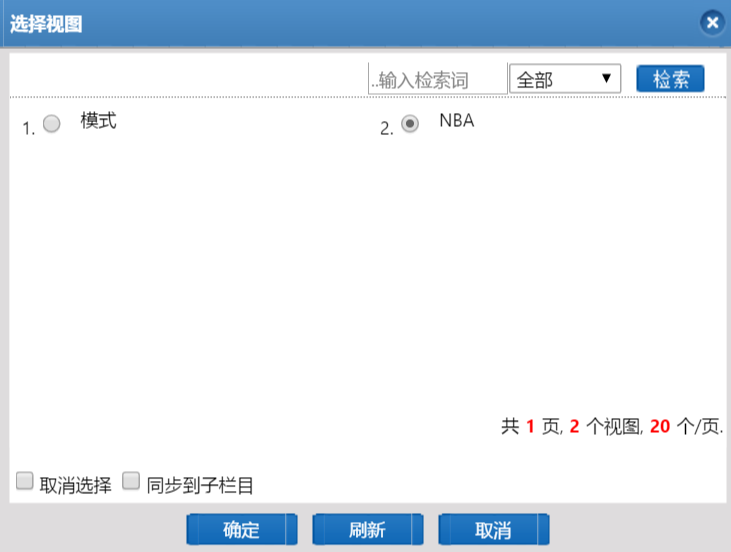 选择视图
..输入检索词 全部 检索
1. 模式 2. NBA
共 1 页, 2 个视图, 20 个/页.
取消选择 同步到子栏目
确定 刷新 取消